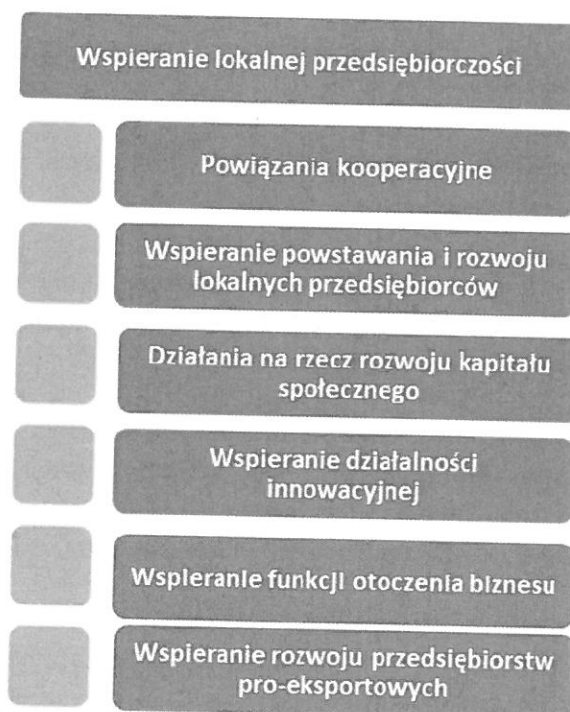 Wspieranie lokalnej przedsiębiorczości
Powiązania kooperacyjne
Wspieranie powstawania i rozwoju
lokalnych przedsiębiorców
Działania na rzecz rozwoju kapitału
społecznego
Wspieranie działalności
innowacyjnej
Wspieranie funkcji otoczenia biznesu
Wspieranie rozwoju przedsiębiorstw
pro-eksportowych